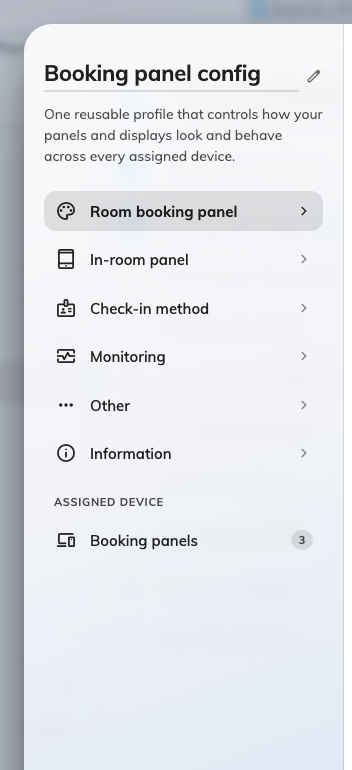 Booking panel config
One reusable profile that controls how your
panels and displays look and behave
across every assigned device.
Room booking panel
In-room panel
Check-in method
Monitoring
Other
Information
ASSIGNED DEVICE
Booking panels 3